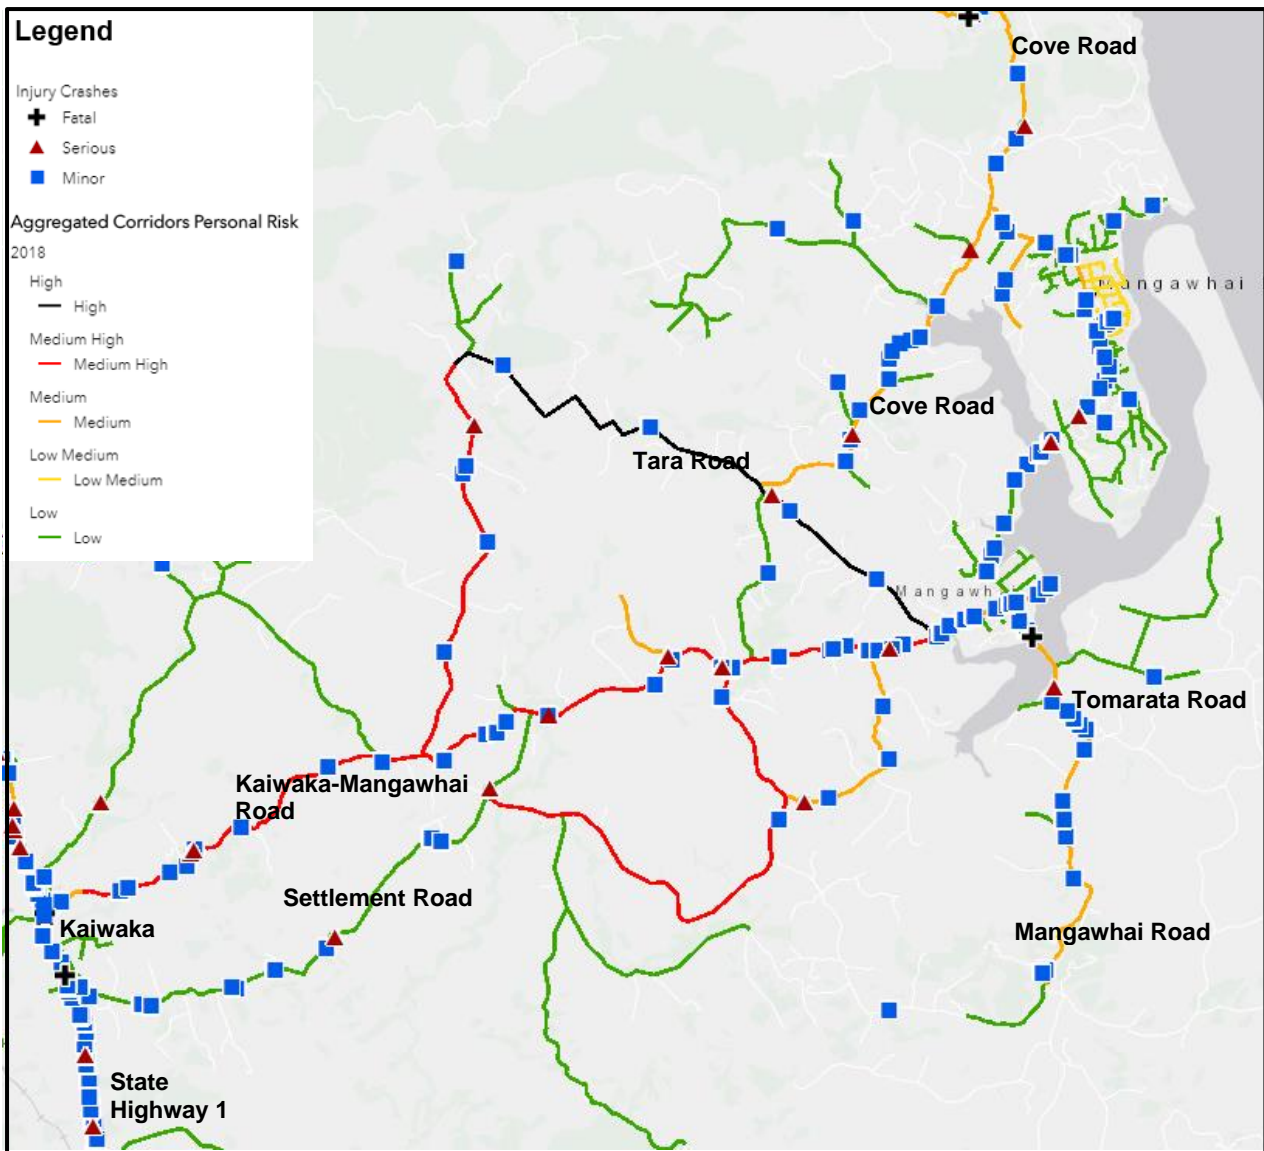 Legend
Injury Crashes
Fatal
Serious
Minor
Aggregated Corridors Personal Risk
2018
High
High
Medium High
Medium High
Medium
Medium
Low Medium
Low Medium
Low
Low
Cove Road
Mangawhai
Cove Road
Tara Road
Mangawh
Tomarata Road
Kaiwaka-Mangawhai
Road
Settlement Road
Kaiwaka
Mangawhai Road
State
Highway 1